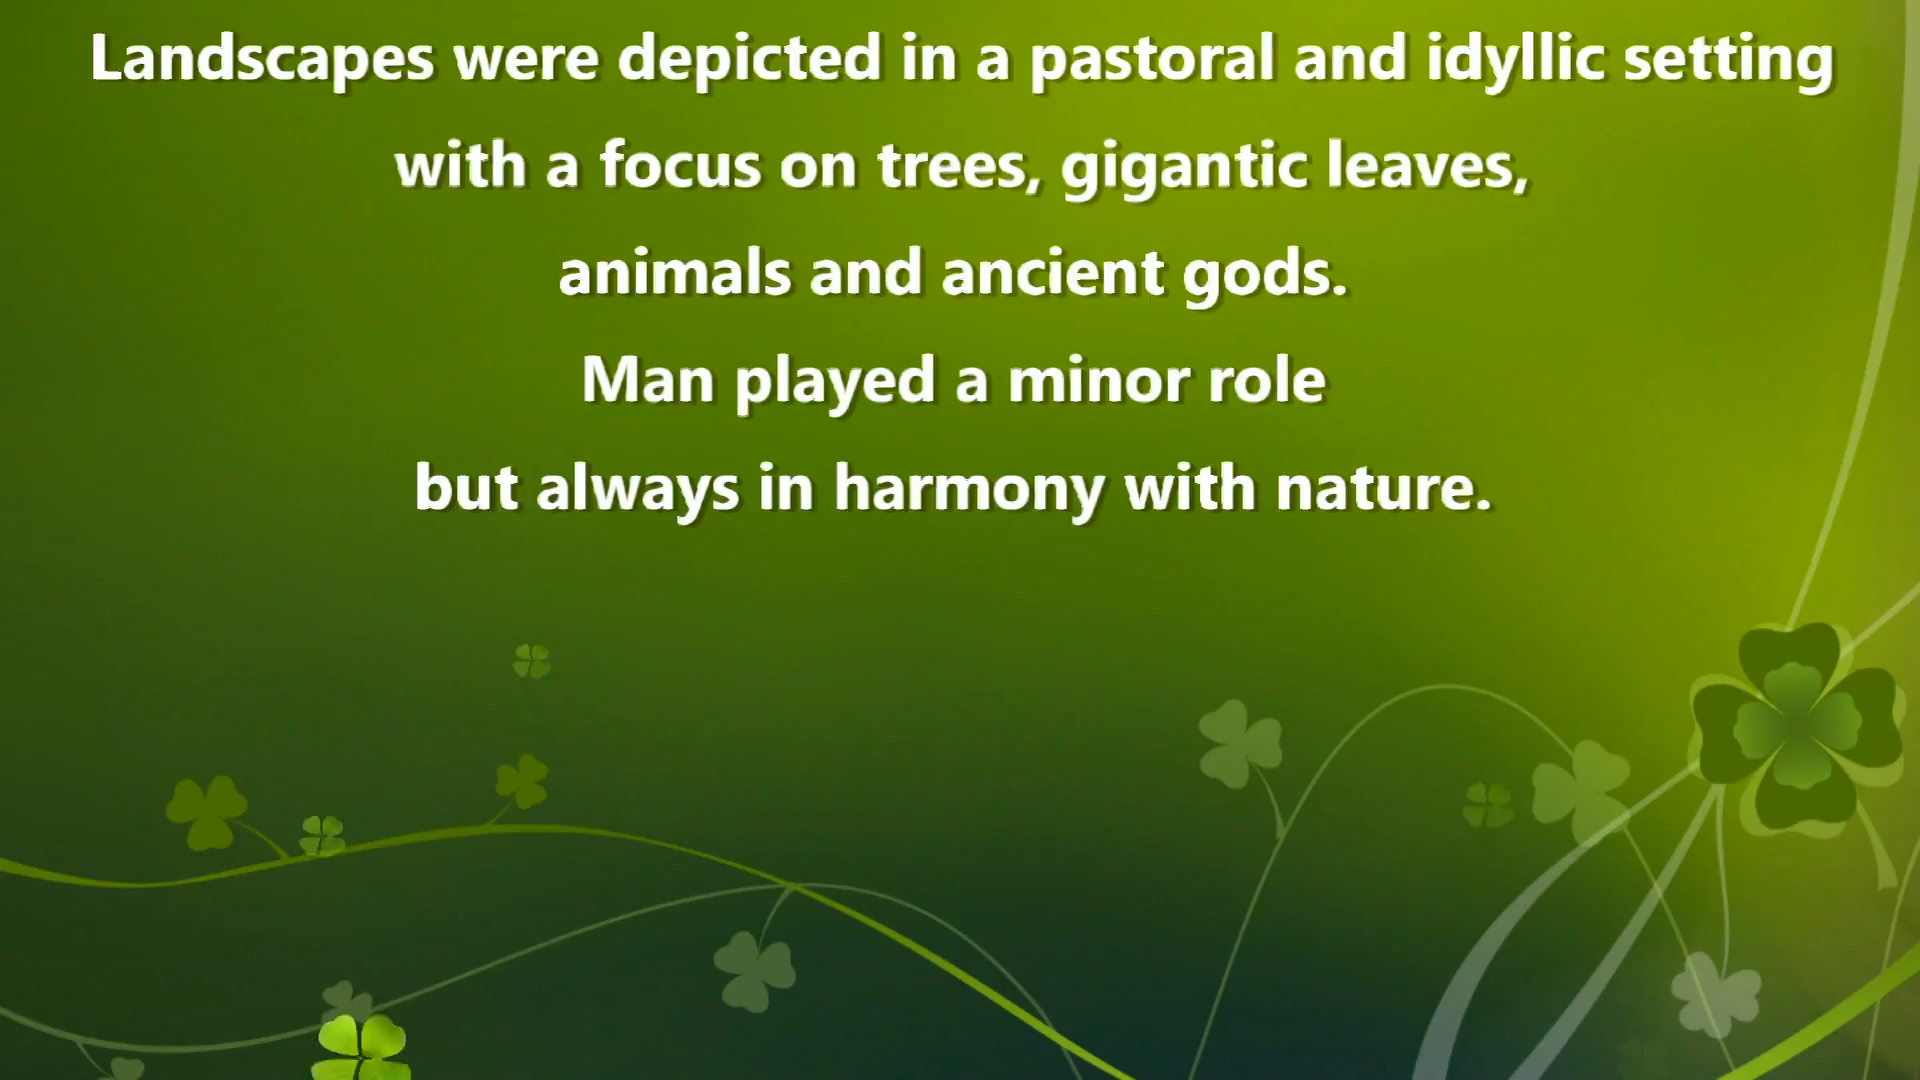 Landscapes were depicted in a pastoral and idyllic setting
with a focus on trees, gigantic leaves,
animals and ancient gods.
Man played a minor role
but always in harmony with nature.